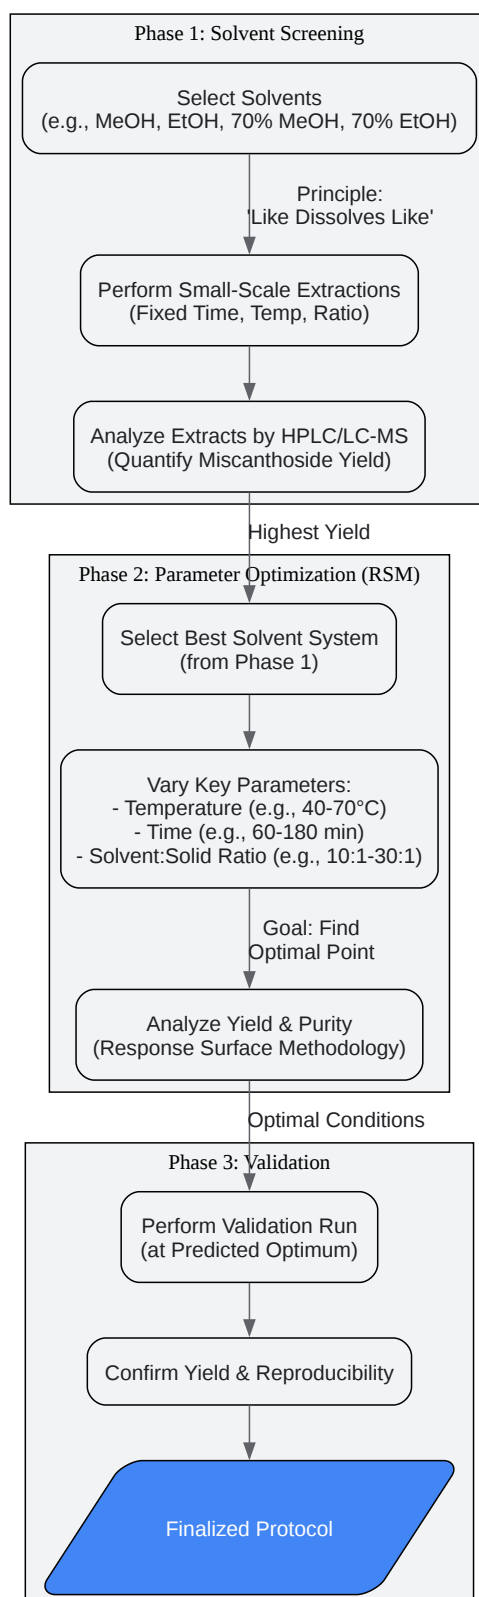 Phase 1: Solvent Screening
Select Solvents
(e.g., MeOH, EtOH, 70% MeOH, 70% EtOH)
Principle:
'Like Dissolves Like'
Perform Small-Scale Extractions
(Fixed Time, Temp, Ratio)
Analyze Extracts by HPLC/LC-MS
(Quantify Miscanthoside Yield)
Highest Yield
Phase 2: Parameter Optimization (RSM)
Select Best Solvent System
(from Phase 1)
Vary Key Parameters:
- Temperature (e.g., 40-70°C)
- Time (e.g., 60-180 min)
- Solvent:Solid Ratio (e.g., 10:1-30:1)
Goal: Find
Optimal Point
Analyze Yield & Purity
(Response Surface Methodology)
Optimal Conditions
Phase 3: Validation
Perform Validation Run
(at Predicted Optimum)
Confirm Yield & Reproducibility
Finalized Protocol